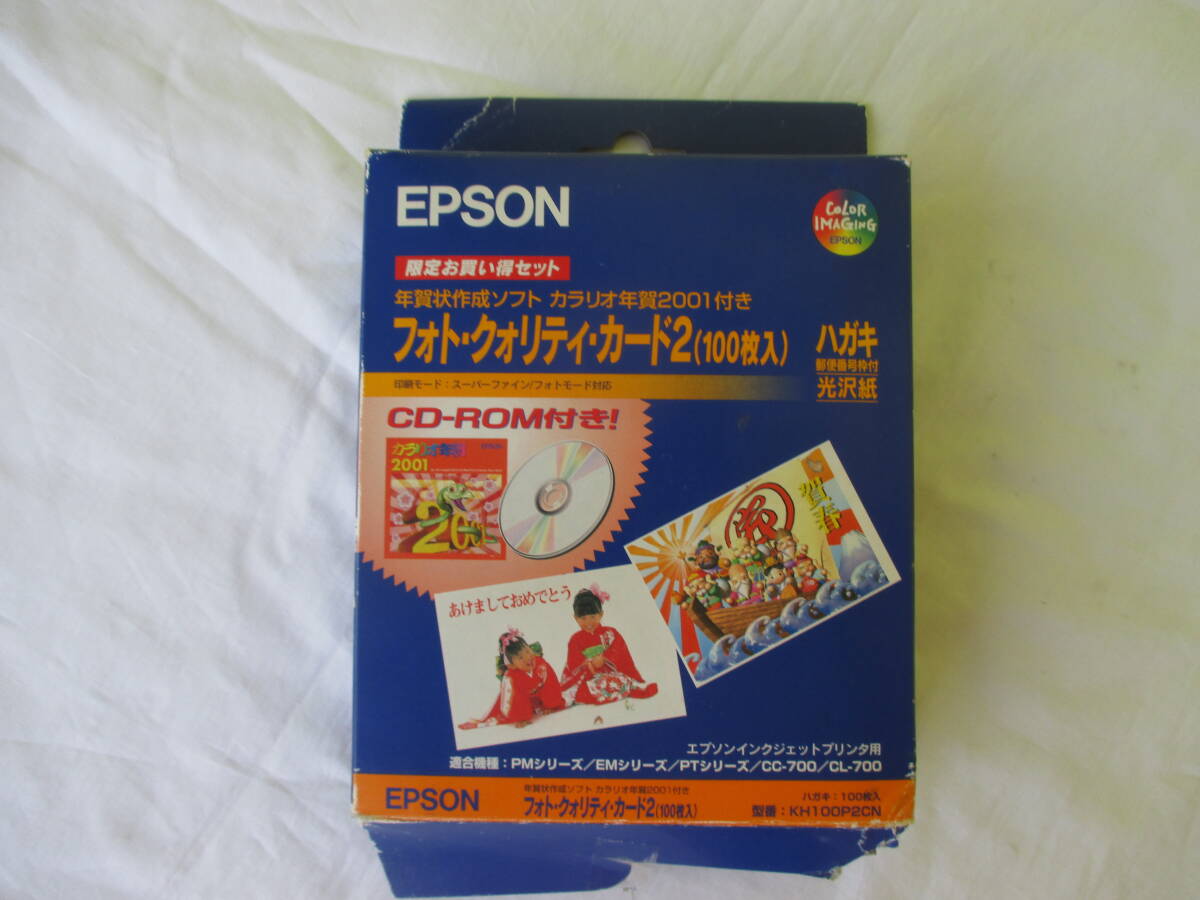 EPSON
COLOR
IMAGING
EPSON
限定お買い得セット
年賀状作成ソフト カラリオ年賀2001付き
フォト・クォリティ・カード2(100枚入)
ハガキ
郵便番号枠付
光沢紙
印刷モード:スーパーファイン/フォトモード対応
CD-ROM付き!
カラリオ年賀
EPSON
2001
賀春
あけましておめでとう
エプソンインクジェットプリンタ用
適合機種:PMシリーズ/EMシリーズ/PTシリーズ/CC-700/CL-700
EPSON
年賀状作成ソフト カラリオ年賀2001付き
フォト・クォリティ・カード2(100枚入)
ハガキ:100枚入
型番:KH100P2CN